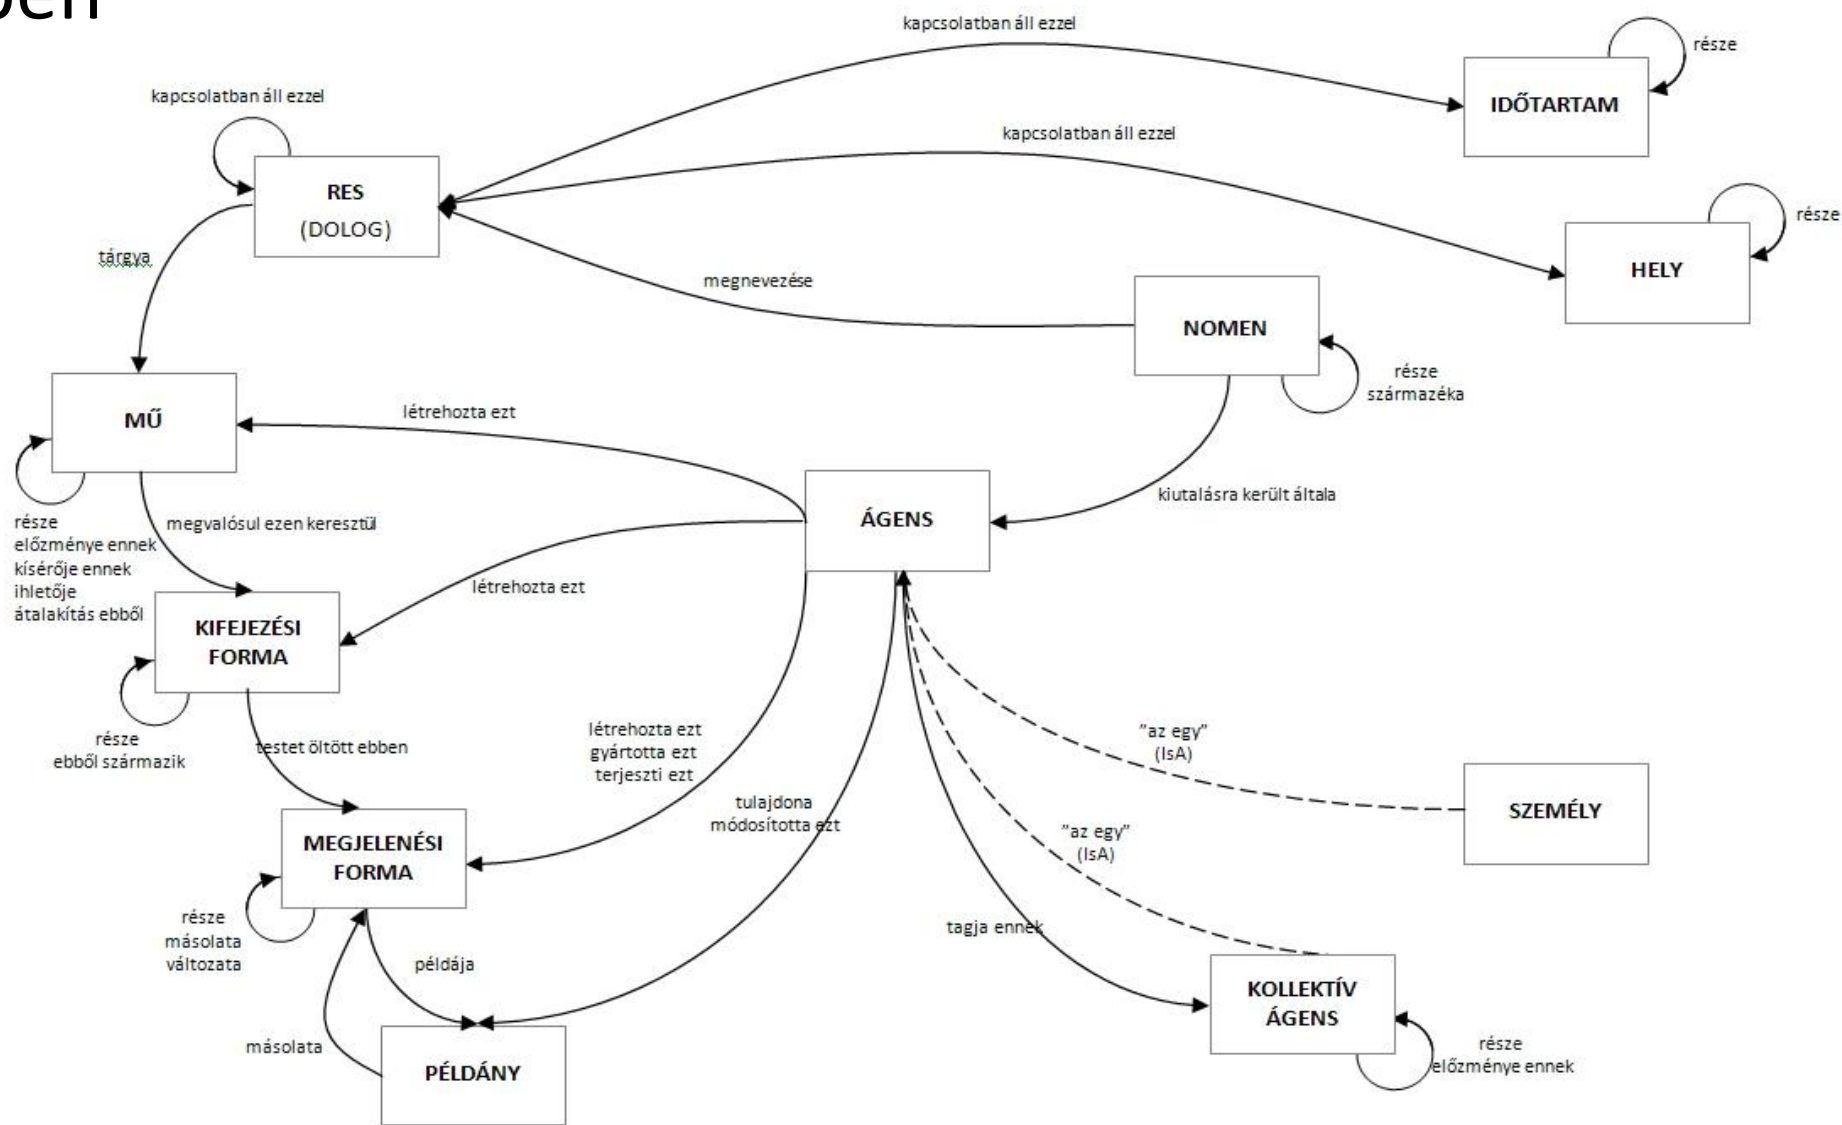 kapcsolatban áll ezzel
része
IDŐTARTAM
kapcsolatban áll ezzel
kapcsolatban áll ezzel
RES
(DOLOG)
része
HELY
tárgya
megnevezése
NOMEN
része
származéka
MŰ
létrehozta ezt
kiutalásra került általa
ÁGENS
része
előzménye ennek
kísérője ennek
ihletője
átalakítás ebből
megvalósul ezen keresztül
létrehozta ezt
KIFEJEZÉSI
FORMA
része
ebből származik
testet öltött ebben
létrehozta ezt
gyártotta ezt
terjeszti ezt
tulajdona
módosította ezt
"az egy"
(IsA)
SZEMÉLY
"az egy"
(IsA)
MEGJELENÉSI
FORMA
része
másolata
változata
példája
tagja ennek
KOLLEKTÍV
ÁGENS
része
előzménye ennek
másolata
PÉLDÁNY